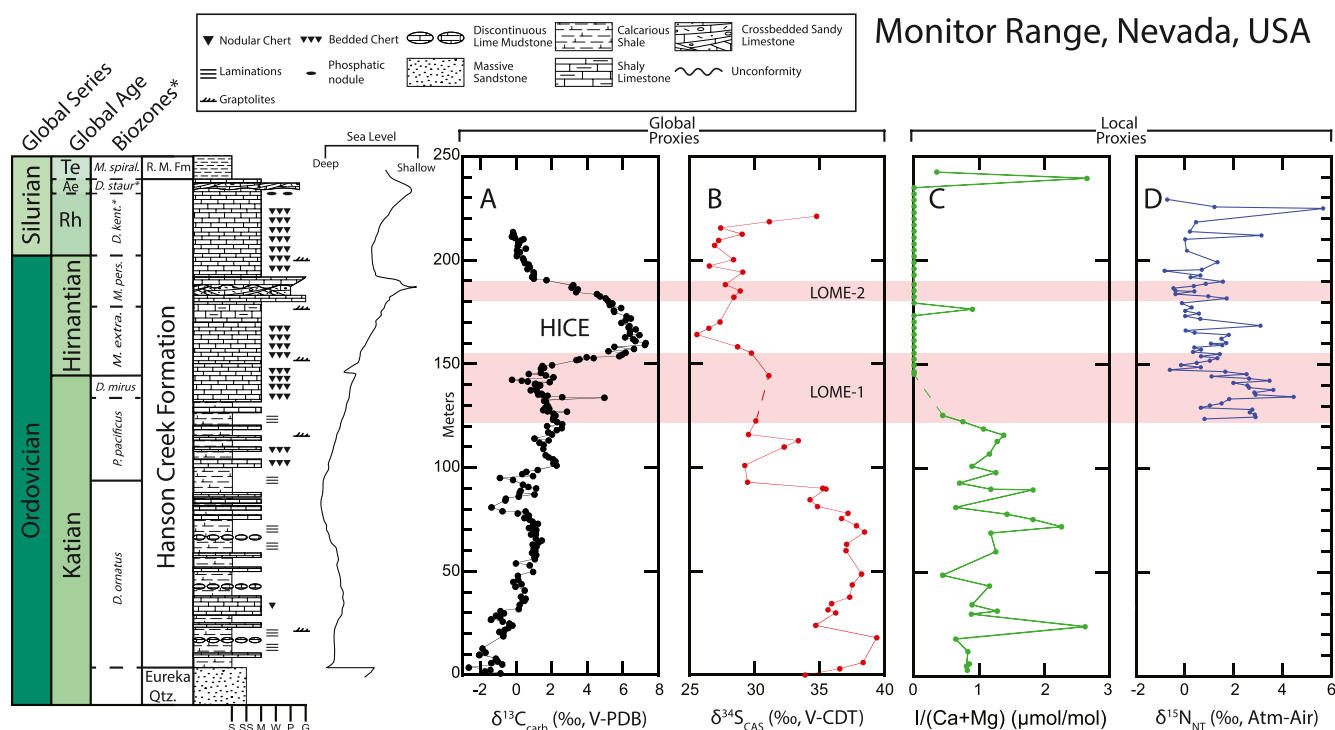 Monitor Range, Nevada, USA
Nodular Chert
Bedded Chert
Discontinuous
Lime Mudstone
Calcarious
Shale
Crossbedded Sandy
Limestone
Laminations
Phosphatic
nodule
Massive
Sandstone
Shaly
Limestone
Unconformity
Graptolites
Global Series
Global Age
Biozones*
Sea Level
Deep
Shallow
Global
Proxies
Local
Proxies
Silurian
Ordovician
Te
Ae
Rh
Hirnantian
Katian
M. spiral.
D. staur*
D. kent.*
M. pers.
M. extra.
D. mirus
P. pacificus
D. ornatus
R. M. Fm
Hanson Creek Formation
Eureka
Qtz.
S SS M W P G
250
200
150
100
50
0
Meters
A
B
C
D
HICE
LOME-2
LOME-1
-2 0 2 4 6 8
25 30 35 40
0 1 2 3
-2 0 2 4 6
δ¹³Ccarb (‰, V-PDB)
δ³⁴SCAS (‰, V-CDT)
I/(Ca+Mg) (μmol/mol)
δ¹⁵NNT (‰, Atm-Air)